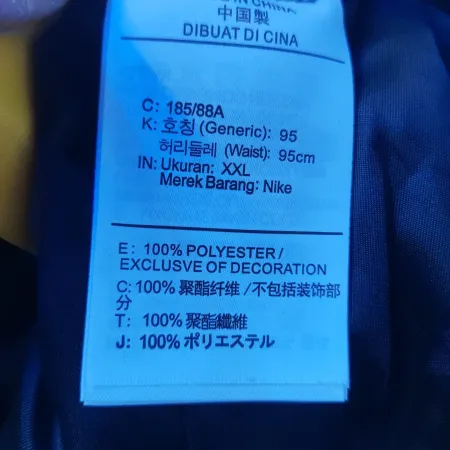 IN CHINA
中国製
DIBUAT DI CINA
C: 185/88A
K: 호칭 (Generic): 95
허리둘레 (Waist): 95cm
IN: Ukuran: XXL
Merek Barang: Nike
E: 100% POLYESTER /
EXCLUSVE OF DECORATION
C: 100% 聚酯纤维 /不包括装饰部
分
T: 100% 聚酯纖維
J: 100% ポリエステル